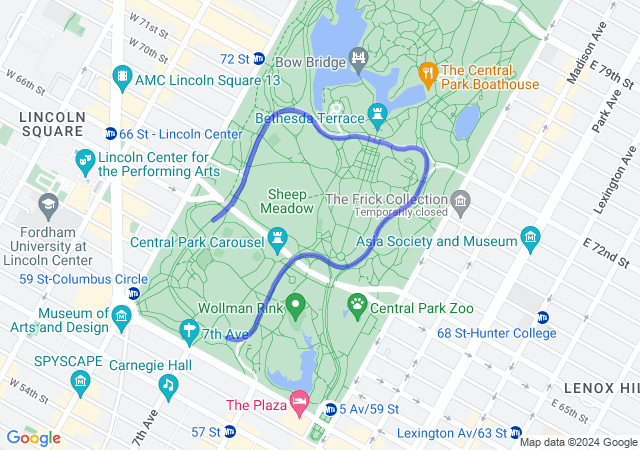 W 71st St
W 70th St
72 St
Bow Bridge
Madison Ave
E 79th St
W 66th St
AMC Lincoln Square 13
The Central
Park Boathouse
Park Ave
LINCOLN
SQUARE
66 St - Lincoln Center
Bethesda Terrace
Lexington Ave
Lincoln Center for
the Performing Arts
Sheep
Meadow
The Frick Collection
Temporarily closed
Fordham
University at
Lincoln Center
Central Park Carousel
Asia Society and Museum
E 72nd St
59 St-Columbus Circle
Museum of
Arts and Design
Wollman Rink
Central Park Zoo
7th Ave
68 St-Hunter College
SPYSCAPE
Carnegie Hall
W 54th St
LENOX HIL
The Plaza
5 Av/59 St
E 65th St
7th Ave
57 St
Lexington Av/63 St
Google
Map data ©2024 Google